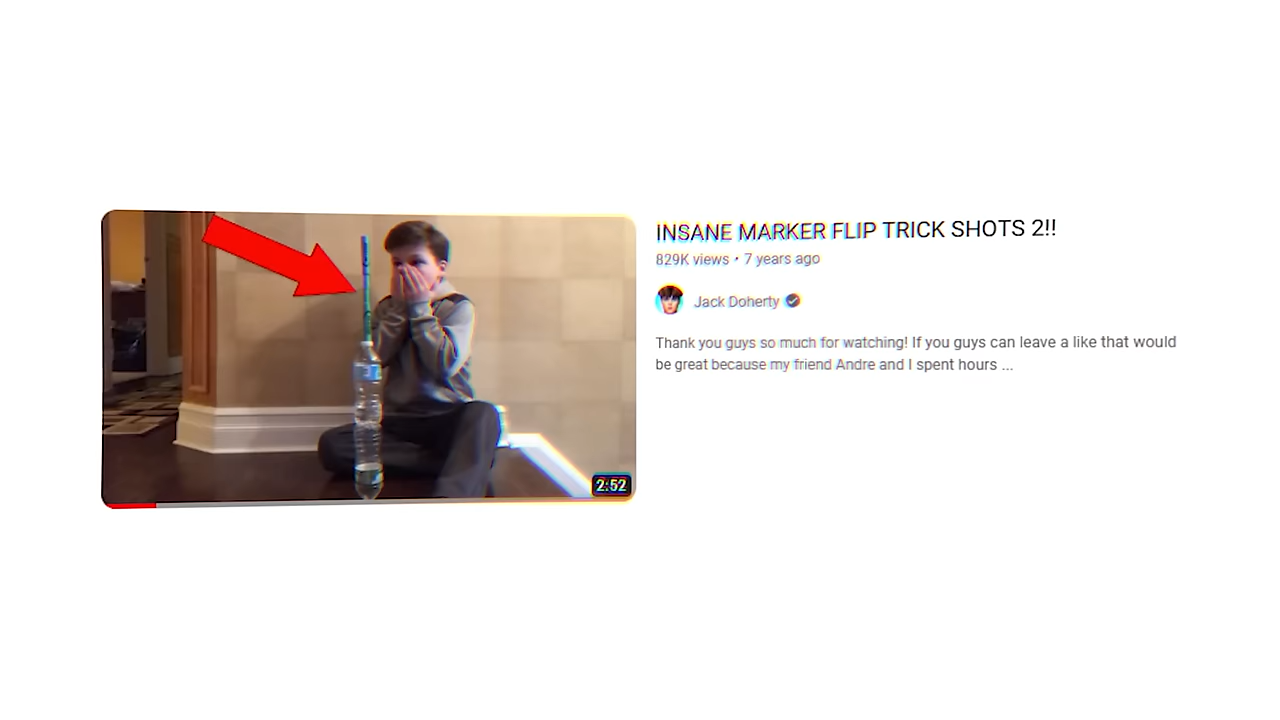 INSANE MARKER FLIP TRICK SHOTS 2!!
829K views • 7 years ago
Jack Doherty
Thank you guys so much for watching! If you guys can leave a like that would
be great because my friend Andre and I spent hours ...
2:52